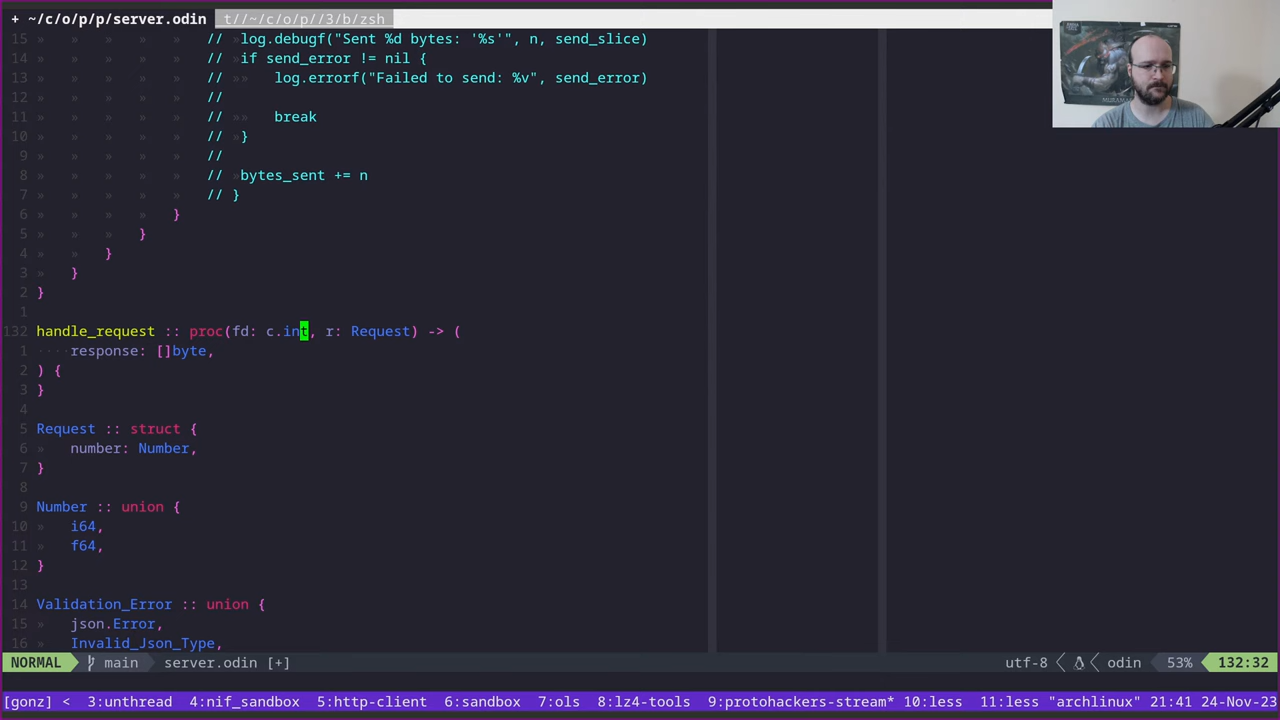 + ~/c/o/p/p/server.odin t//~/c/o/p//3/b/zsh
15 » » » » » // »log.debugf("Sent %d bytes: '%s'", n, send_slice)
14 » » » » » // »if send_error != nil {
13 » » » » » // »» log.errorf("Failed to send: %v", send_error)
12 » » » » » //
11 » » » » » // »» break
10 » » » » » // »}
9 » » » » » //
8 » » » » » // »bytes_sent += n
7 » » » » » // }
6 » » » » }
5 » » » }
4 » » }
3 » }
2 }
1
132 handle_request :: proc(fd: c.int, r: Request) -> (
1 ····response: []byte,
2 ) {
3 }
4
5 Request :: struct {
6 » number: Number,
7 }
8
9 Number :: union {
10 » i64,
11 » f64,
12 }
13
14 Validation_Error :: union {
15 » json.Error,
16 » Invalid_Json_Type,
NORMAL main server.odin [+] utf-8 < < odin 53% 132:32
[gonz] < 3:unthread 4:nif_sandbox 5:http-client 6:sandbox 7:ols 8:lz4-tools 9:protohackers-stream* 10:less 11:less "archlinux" 21:41 24-Nov-23